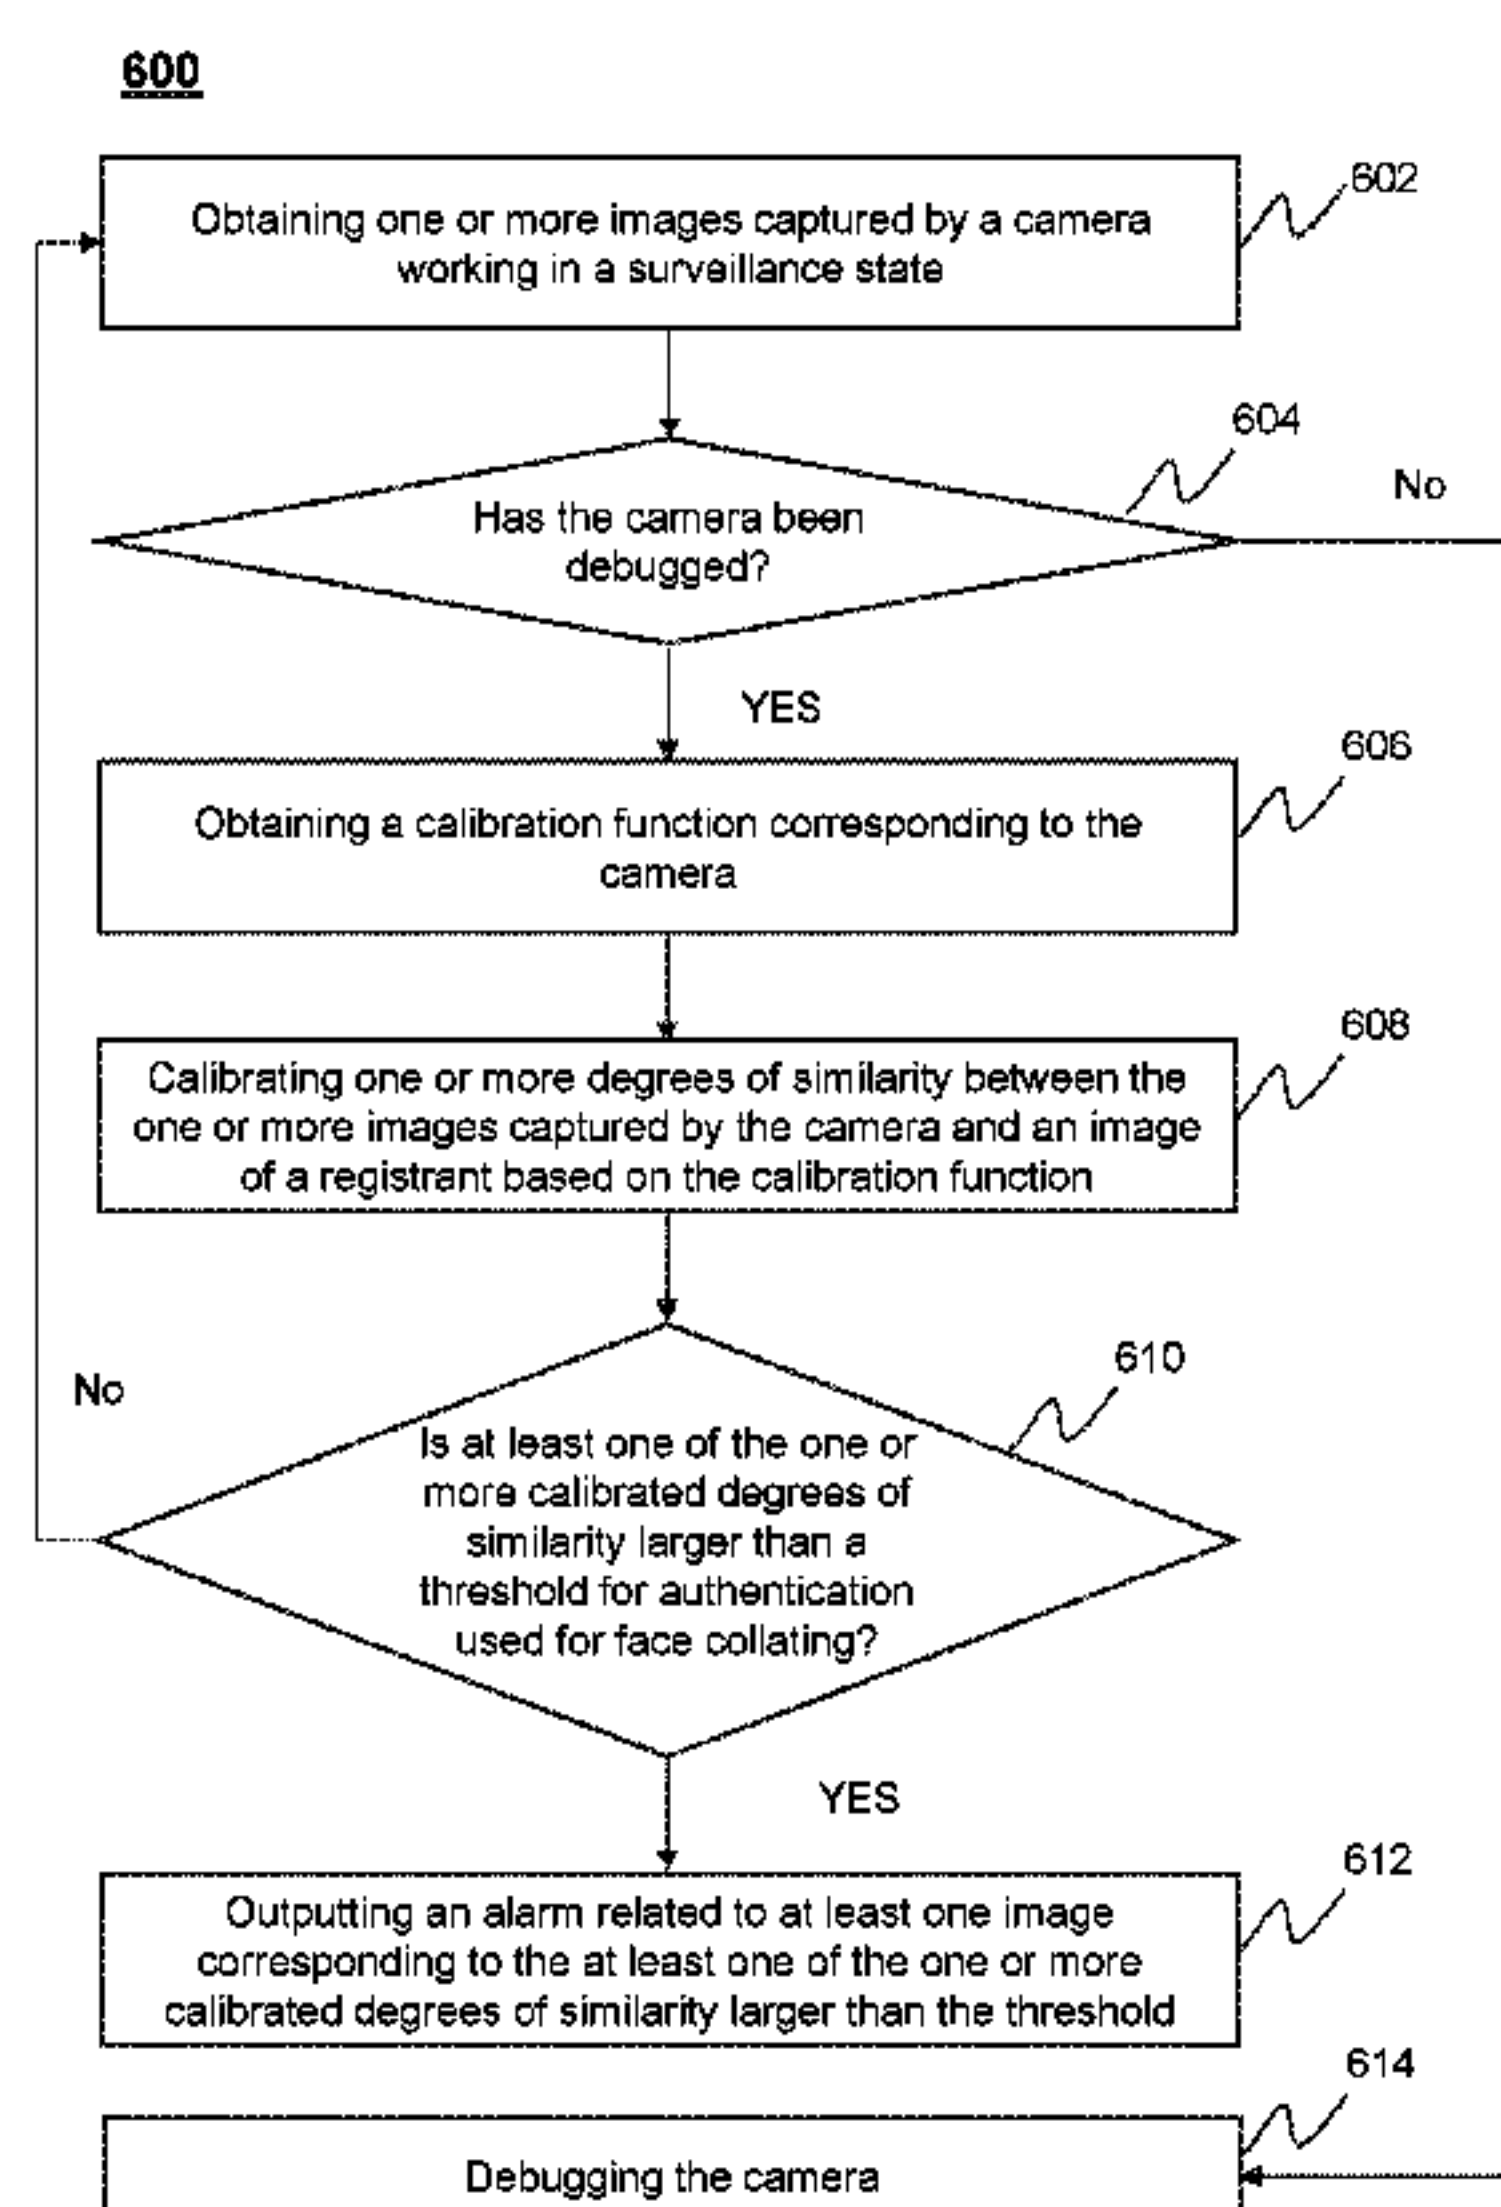 600
Obtaining one or more images captured by a camera
working in a surveillance state
602
604
No
Has the camera been
debugged?
YES
606
Obtaining a calibration function corresponding to the
camera
608
Calibrating one or more degrees of similarity between the
one or more images captured by the camera and an image
of a registrant based on the calibration function
610
No
Is at least one of the one or
more calibrated degrees of
similarity larger than a
threshold for authentication
used for face collating?
YES
612
Outputting an alarm related to at least one image
corresponding to the at least one of the one or more
calibrated degrees of similarity larger than the threshold
614
Debugging the camera